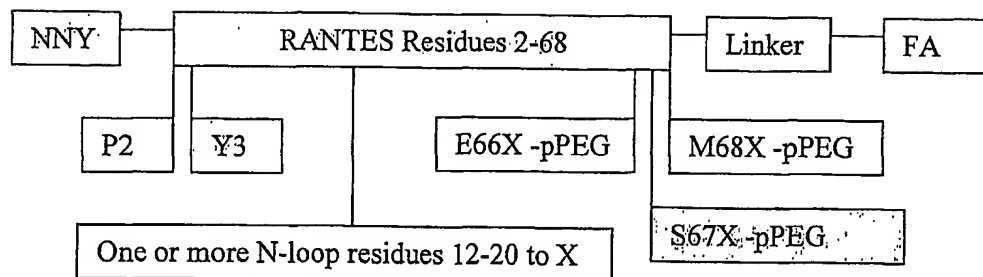 NNY
RANTES Residues 2-68
Linker
FA
P2
Y3
E66X -pPEG
M68X -pPEG
S67X -pPEG
One or more N-loop residues 12-20 to X